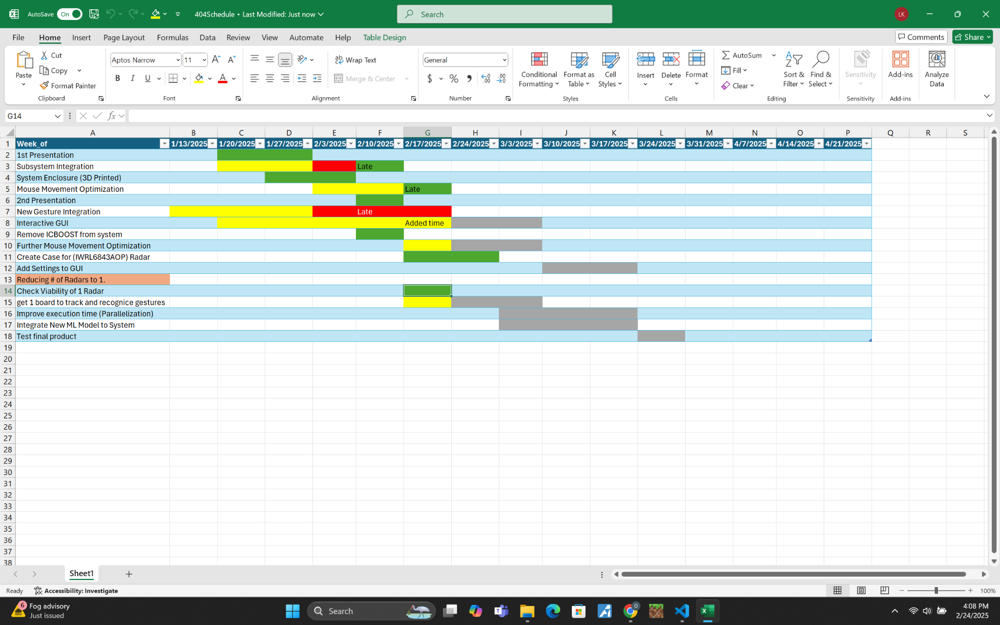 AutoSave On 404Schedule • Last Modified: Just now Search LK
File Home Insert Page Layout Formulas Data Review View Automate Help Table Design Comments Share
Paste Cut Copy Format Painter Clipboard
Aptos Narrow 11 B I U A Font
Wrap Text Merge & Center Alignment
General $ % Number
Conditional Formatting Format as Table Cell Styles Styles
Insert Delete Format Cells
AutoSum Fill Clear Sort & Filter Find & Select Editing
Sensitivity Sensitivity
Add-ins Add-ins
Analyze Data
G14 fx
A B C D E F G H I J K L M N O P Q R S
1 Week_of 1/13/2025 1/20/2025 1/27/2025 2/3/2025 2/10/2025 2/17/2025 2/24/2025 3/3/2025 3/10/2025 3/17/2025 3/24/2025 3/31/2025 4/7/2025 4/14/2025 4/21/2025
2 1st Presentation
3 Subsystem Integration Late
4 System Enclosure (3D Printed)
5 Mouse Movement Optimization Late
6 2nd Presentation
7 New Gesture Integration Late
8 Interactive GUI Added time
9 Remove ICBOOST from system
10 Further Mouse Movement Optimization
11 Create Case for (IWRL6843AOP) Radar
12 Add Settings to GUI
13 Reducing # of Radars to 1.
14 Check Viability of 1 Radar
15 get 1 board to track and recognice gestures
16 Improve execution time (Parallelization)
17 Integrate New ML Model to System
18 Test final product
19
20
21
22
23
24
25
26
27
28
29
30
31
32
33
34
35
36
37
38
Sheet1
Ready Accessibility: Investigate 100%
6 Fog advisory Search 0 4:08 PM
Just issued 2/24/2025